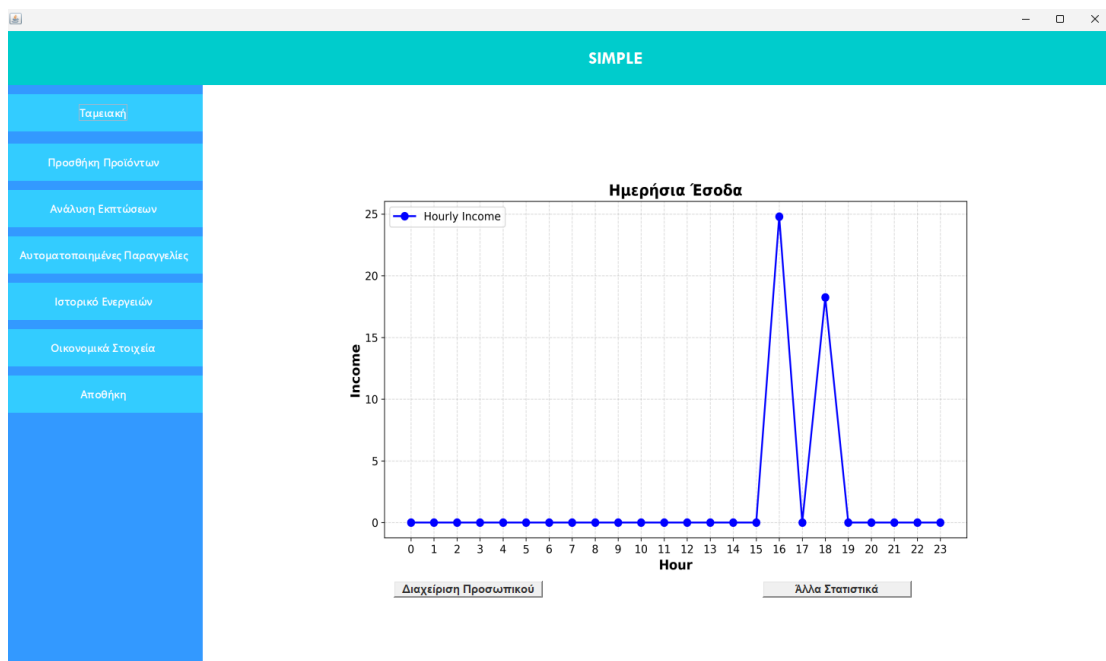 SIMPLE
Ταμειακή
Προσθήκη Προϊόντων
Ανάλυση Εκπτώσεων
Αυτοματοποιημένες Παραγγελίες
Ιστορικό Ενεργειών
Οικονομικά Στοιχεία
Αποθήκη
Ημερήσια Έσοδα
Hourly Income
25
20
15
10
5
0
Income
0 1 2 3 4 5 6 7 8 9 10 11 12 13 14 15 16 17 18 19 20 21 22 23
Hour
Διαχείριση Προσωπικού
Άλλα Στατιστικά